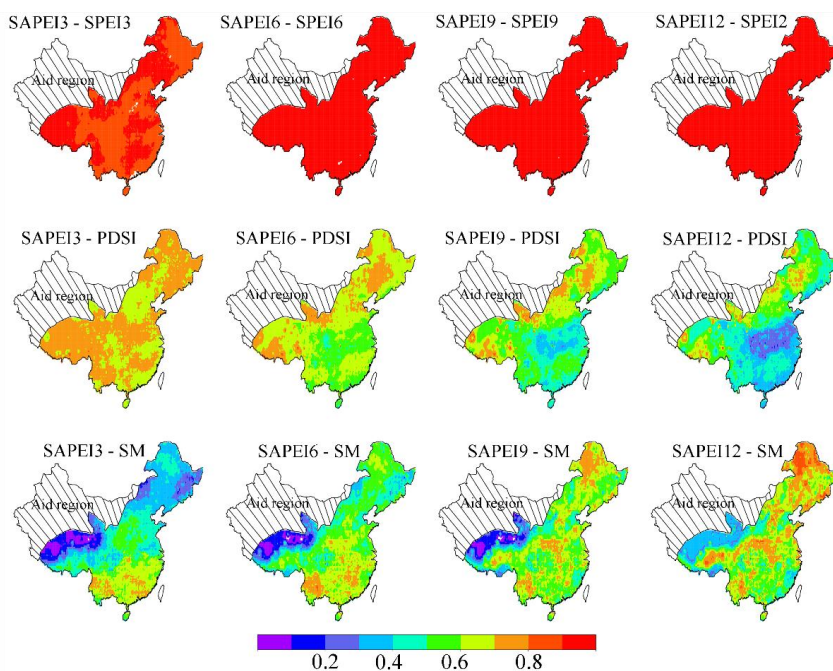 SAPEI3 - SPEI3 SAPEI6 - SPEI6 SAPEI9 - SPEI9 SAPEI12 - SPEI2
Aid region Aid region Aid region Aid region
SAPEI3 - PDSI SAPEI6 - PDSI SAPEI9 - PDSI SAPEI12 - PDSI
Aid region Aid region Aid region Aid region
SAPEI3 - SM SAPEI6 - SM SAPEI9 - SM SAPEI12 - SM
Aid region Aid region Aid region Aid region
0.2 0.4 0.6 0.8